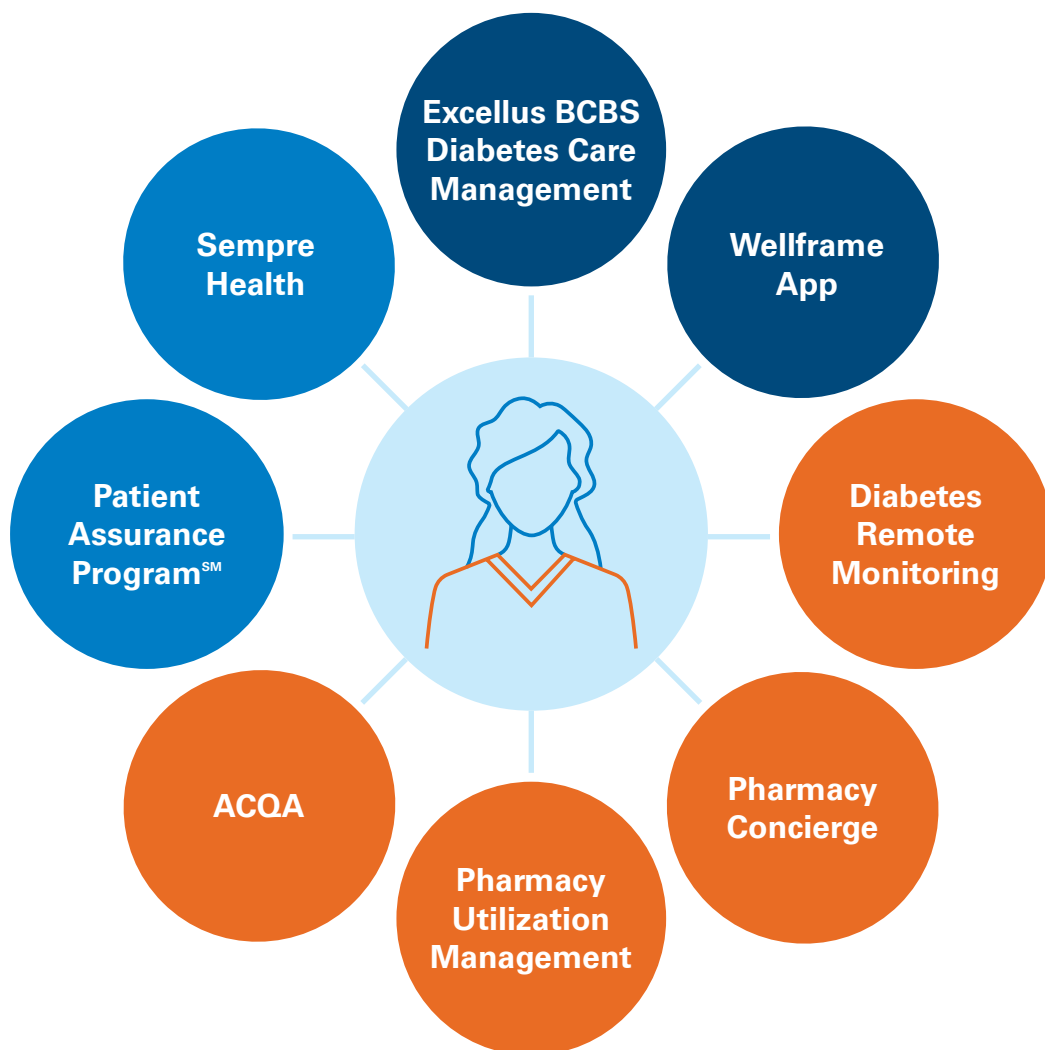 Excellus BCBS
Diabetes Care
Management
Wellframe
App
Diabetes
Remote
Monitoring
Pharmacy
Concierge
Pharmacy
Utilization
Management
ACQA
Patient
Assurance
Program℠
Sempre
Health